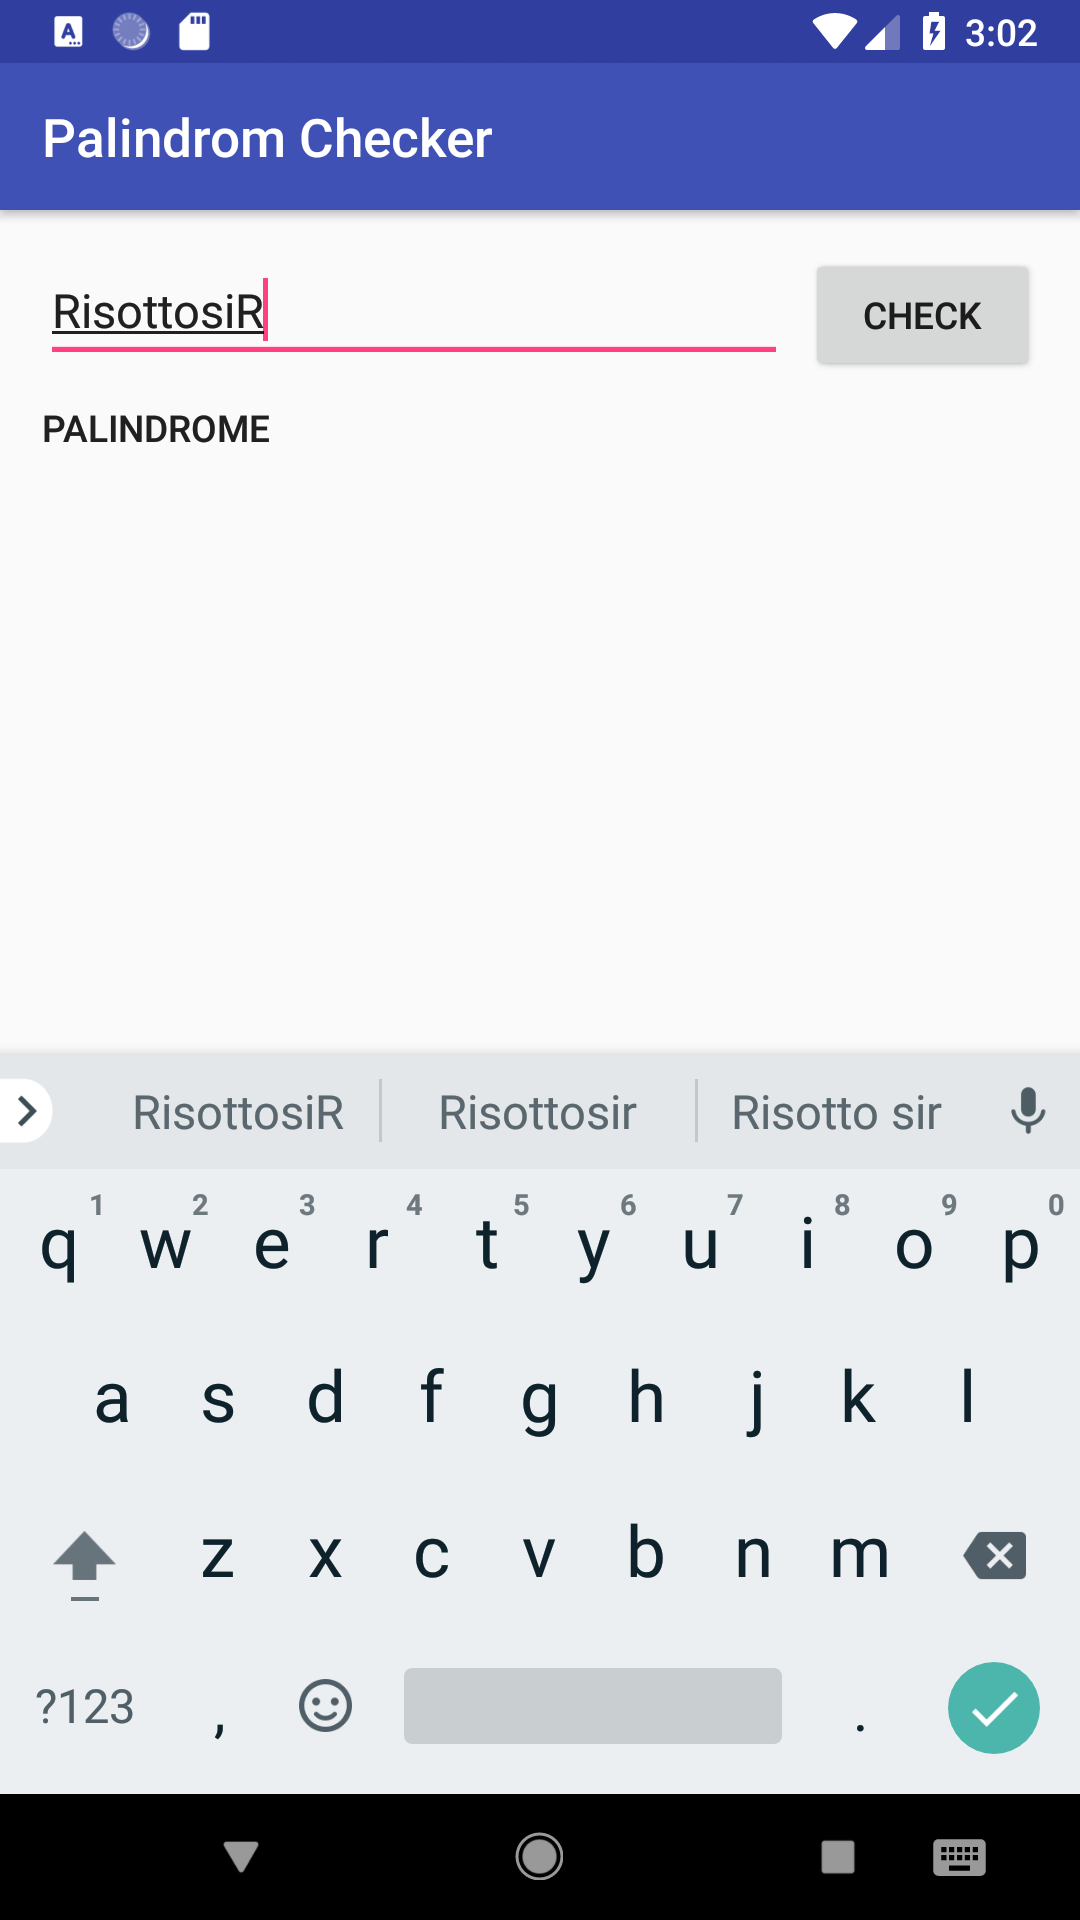 3:02
Palindrom Checker
RisottosiR CHECK
PALINDROME
RisottosiR Risottosir Risotto sir
1 2 3 4 5 6 7 8 9 0
q w e r t y u i o p
a s d f g h j k l
z x c v b n m
?123 , .